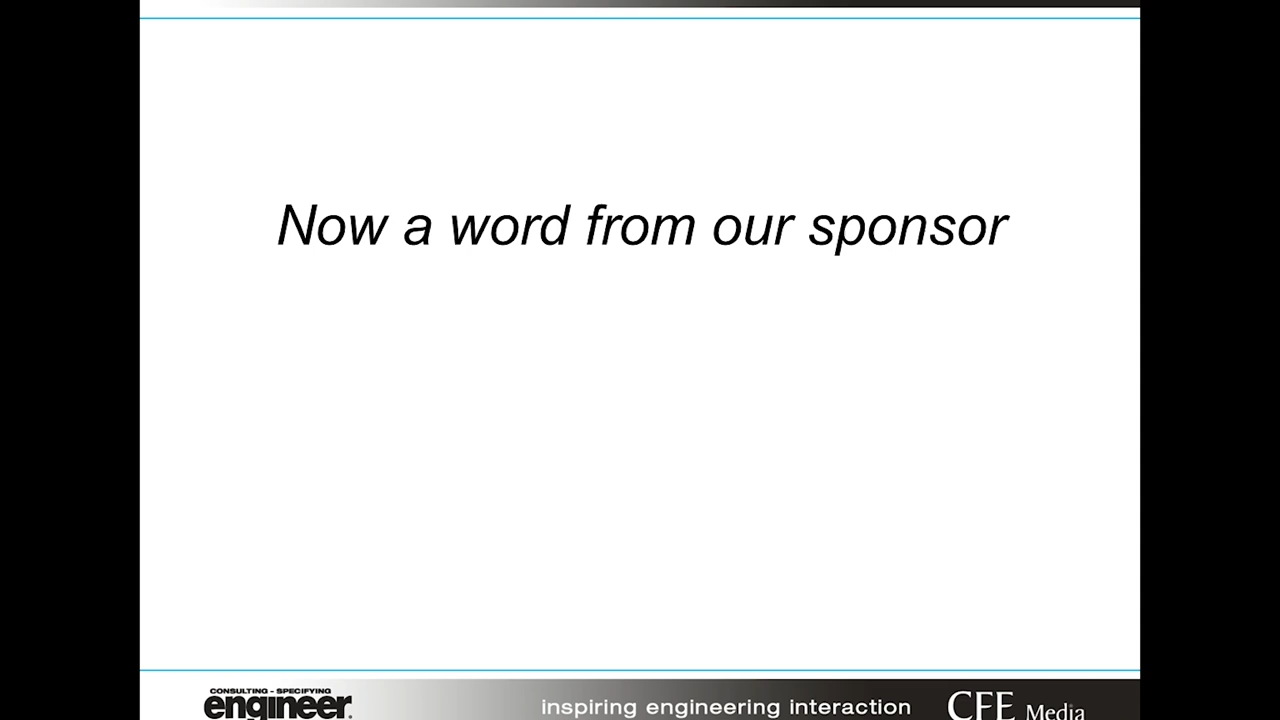 Now a word from our sponsor
CONSULTING - SPECIFYING
engineer.
inspiring engineering interaction
CFE Media